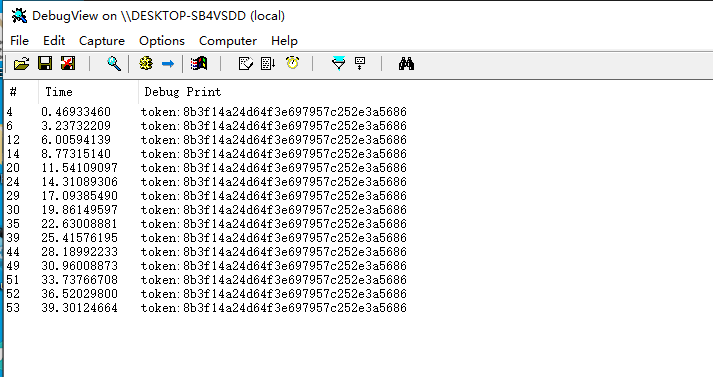 DebugView on \\DESKTOP-SB4VSDD (local)
File Edit Capture Options Computer Help
# Time Debug Print
4 0.46933460 token:8b3f14a24d64f3e697957c252e3a5686
6 3.23732209 token:8b3f14a24d64f3e697957c252e3a5686
12 6.00594139 token:8b3f14a24d64f3e697957c252e3a5686
14 8.77315140 token:8b3f14a24d64f3e697957c252e3a5686
20 11.54109097 token:8b3f14a24d64f3e697957c252e3a5686
24 14.31089306 token:8b3f14a24d64f3e697957c252e3a5686
29 17.09385490 token:8b3f14a24d64f3e697957c252e3a5686
30 19.86149597 token:8b3f14a24d64f3e697957c252e3a5686
35 22.63008881 token:8b3f14a24d64f3e697957c252e3a5686
39 25.41576195 token:8b3f14a24d64f3e697957c252e3a5686
44 28.18992233 token:8b3f14a24d64f3e697957c252e3a5686
49 30.96008873 token:8b3f14a24d64f3e697957c252e3a5686
51 33.73766708 token:8b3f14a24d64f3e697957c252e3a5686
52 36.52029800 token:8b3f14a24d64f3e697957c252e3a5686
53 39.30124664 token:8b3f14a24d64f3e697957c252e3a5686